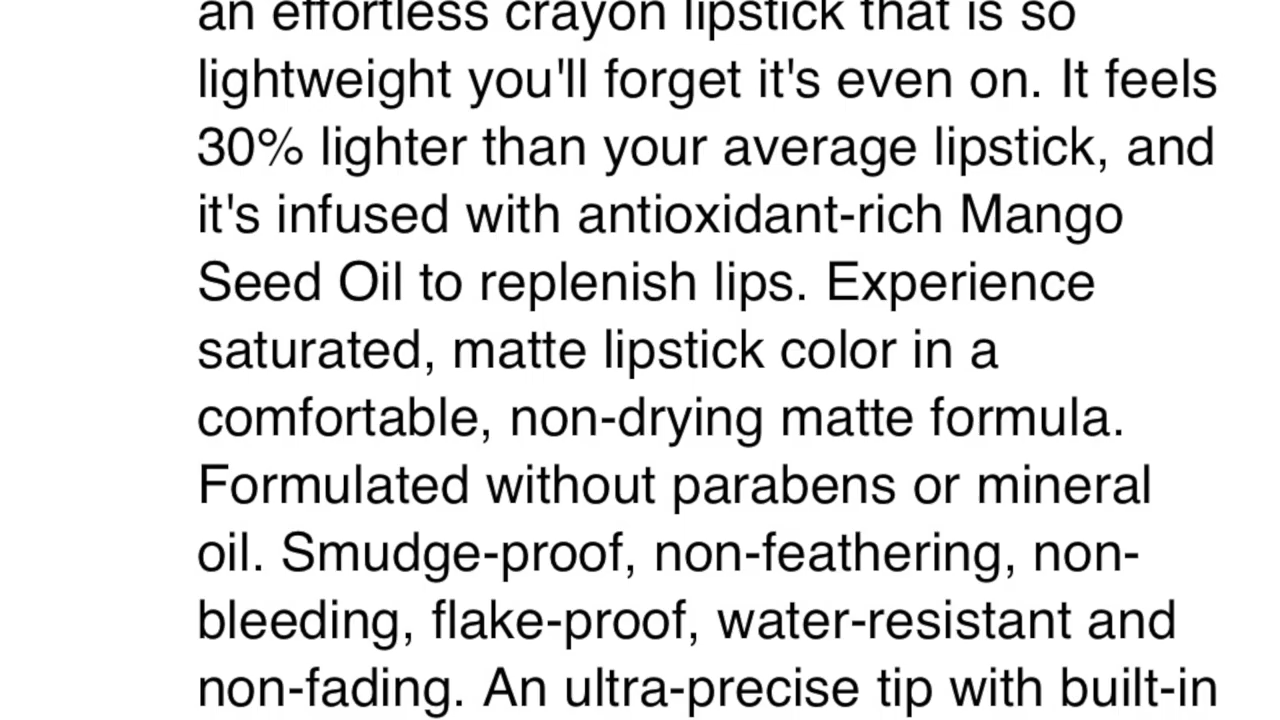 an effortless crayon lipstick that is so
lightweight you'll forget it's even on. It feels
30% lighter than your average lipstick, and
it's infused with antioxidant-rich Mango
Seed Oil to replenish lips. Experience
saturated, matte lipstick color in a
comfortable, non-drying matte formula.
Formulated without parabens or mineral
oil. Smudge-proof, non-feathering, non-
bleeding, flake-proof, water-resistant and
non-fading. An ultra-precise tip with built-in